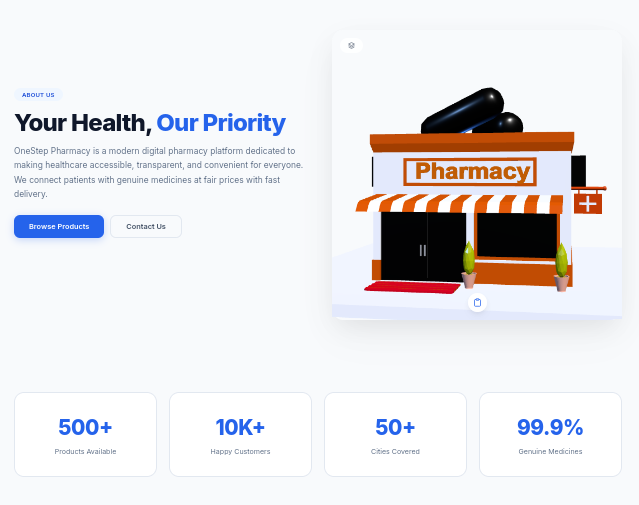 ABOUT US
Your Health, Our Priority
OneStep Pharmacy is a modern digital pharmacy platform dedicated to
making healthcare accessible, transparent, and convenient for everyone.
We connect patients with genuine medicines at fair prices with fast
delivery.
Browse Products
Contact Us
Pharmacy
500+
Products Available
10K+
Happy Customers
50+
Cities Covered
99.9%
Genuine Medicines